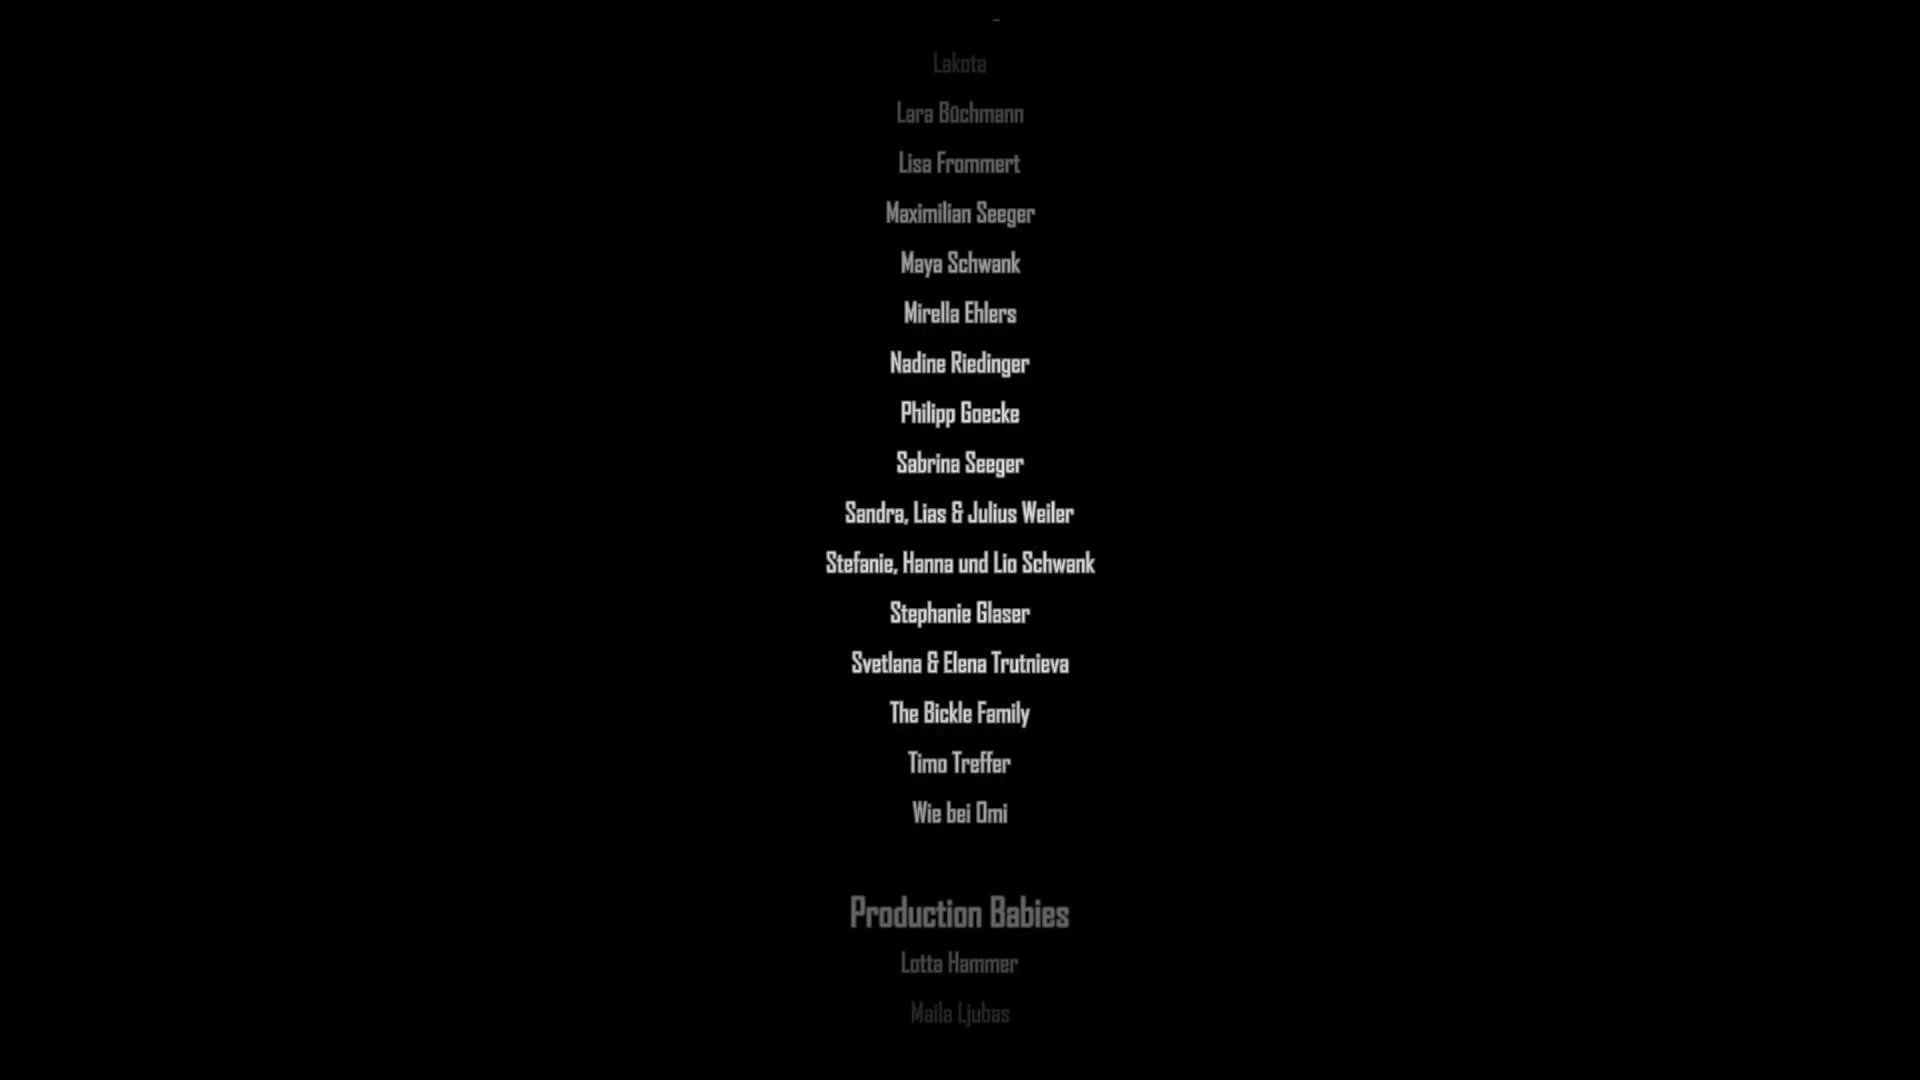 Lakota
Lara Büchmann
Lisa Frommert
Maximilian Seeger
Maya Schwank
Mirella Ehlers
Nadine Riedinger
Philipp Goecke
Sabrina Seeger
Sandra, Lias & Julius Weiler
Stefanie, Hanna und Lio Schwank
Stephanie Glaser
Svetlana & Elena Trutnieva
The Bickle Family
Timo Treffer
Wie bei Omi
Production Babies
Lotta Hammer
Maila Ljubas